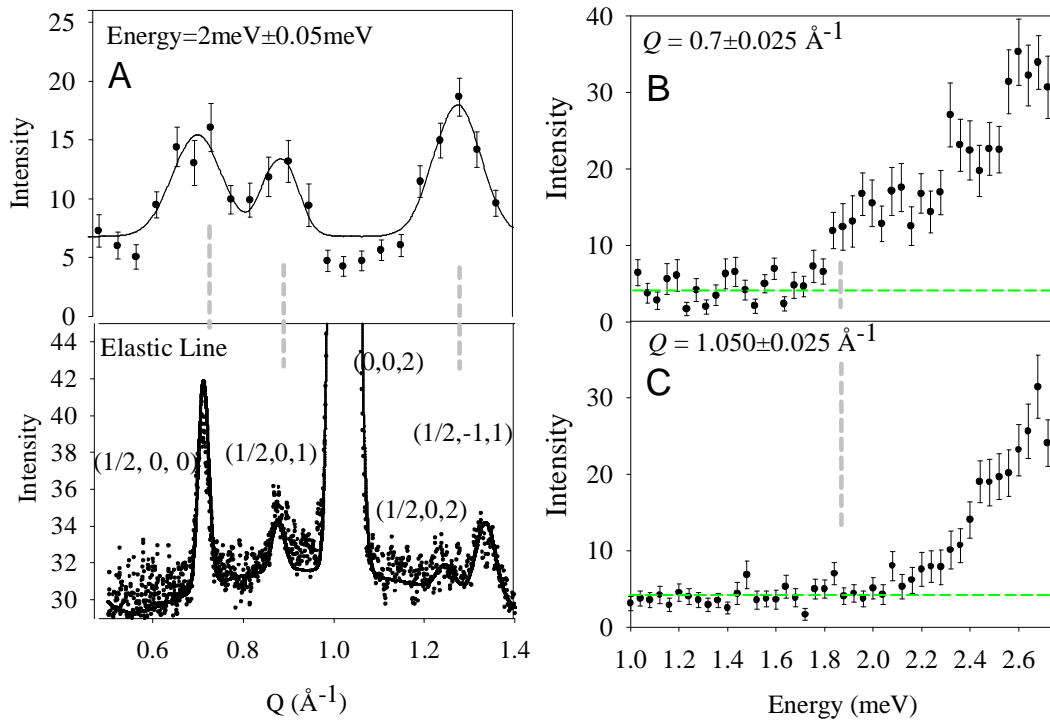 Energy=2meV±0.05meV
A
Intensity
26
25
20
15
10
5
0
Elastic Line
(0,0,2)
(1/2,-1,1)
(1/2, 0, 0)
(1/2,0,1)
(1/2,0,2)
Intensity
44
42
40
38
36
34
32
30
0.6 0.8 1.0 1.2 1.4
Q (Å-1)
Q = 0.7±0.025 Å-1
B
Intensity
40
30
20
10
0
Q = 1.050±0.025 Å-1
C
Intensity
30
20
10
0
1.0 1.2 1.4 1.6 1.8 2.0 2.2 2.4 2.6
Energy (meV)